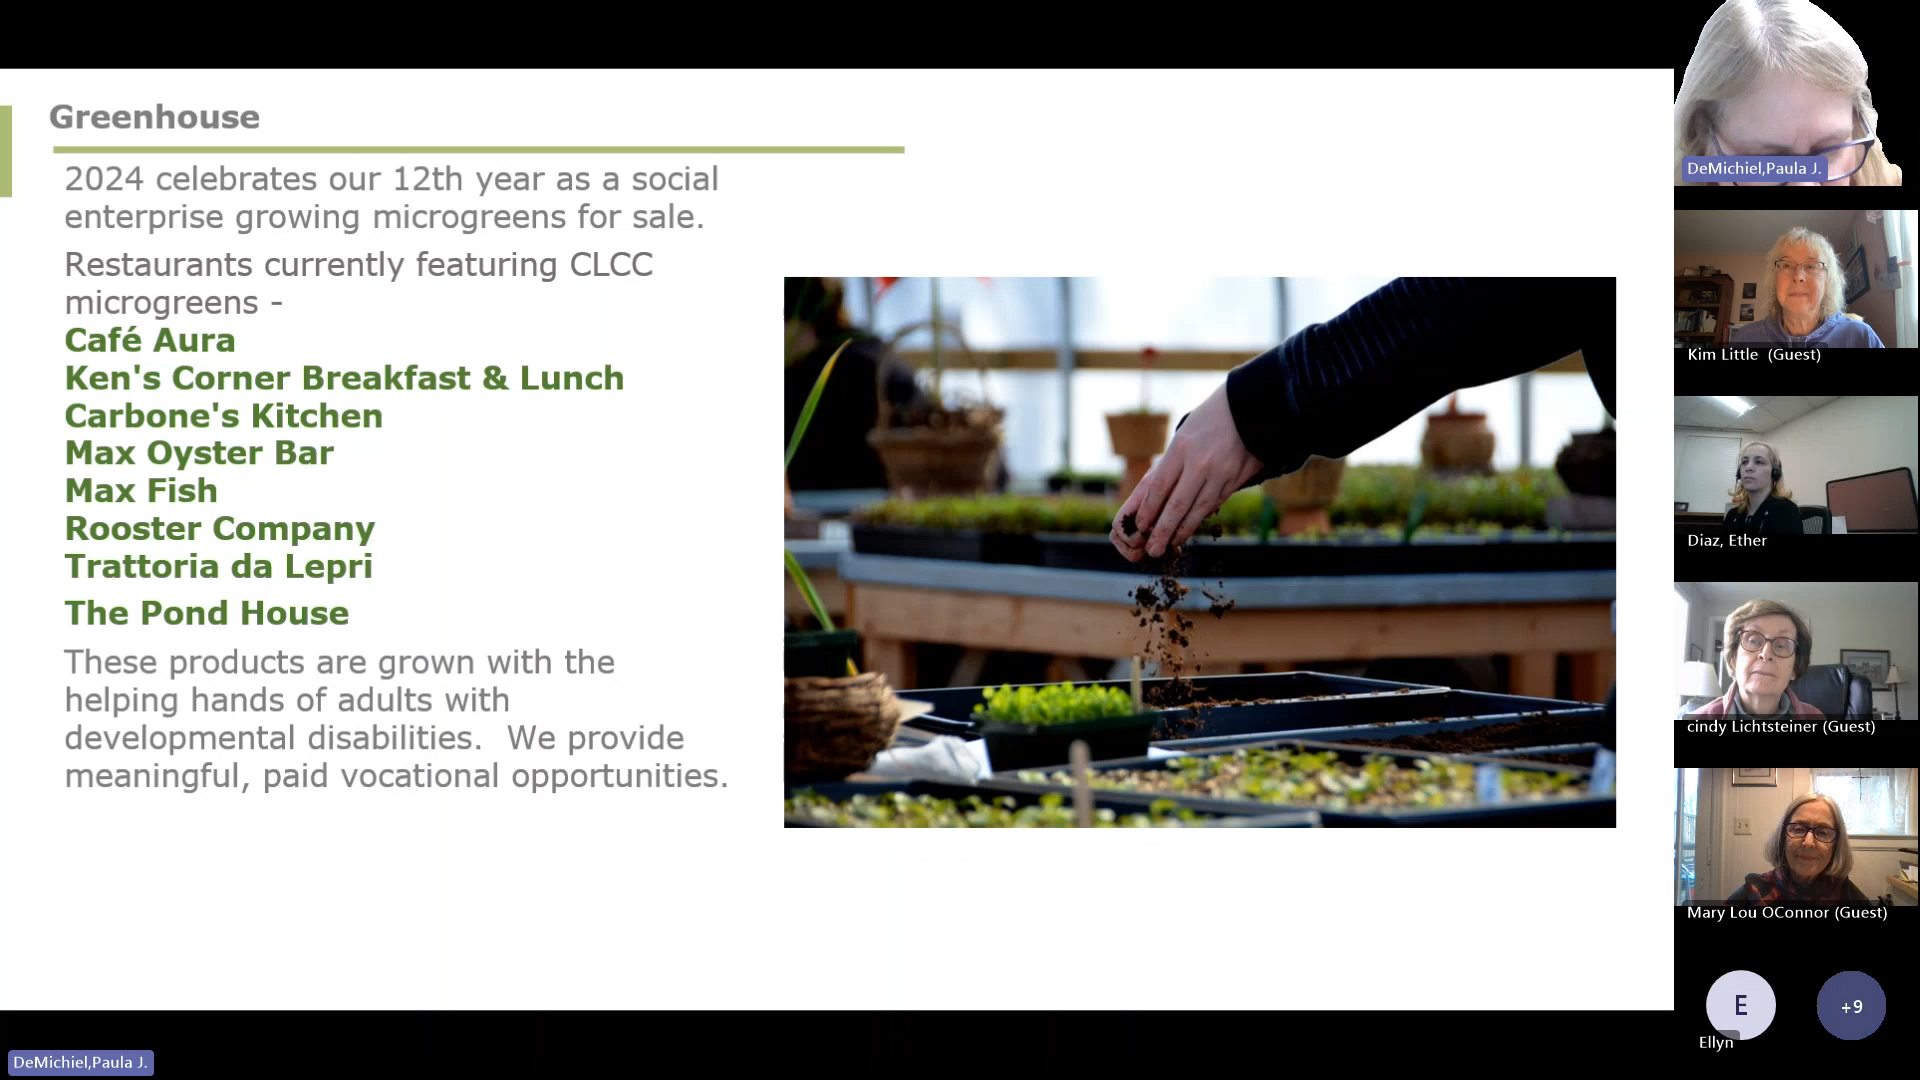 Greenhouse
2024 celebrates our 12th year as a social
enterprise growing microgreens for sale.
Restaurants currently featuring CLCC
microgreens -
Café Aura
Ken's Corner Breakfast & Lunch
Carbone's Kitchen
Max Oyster Bar
Max Fish
Rooster Company
Trattoria da Lepri
The Pond House
These products are grown with the
helping hands of adults with
developmental disabilities.  We provide
meaningful, paid vocational opportunities.
DeMichiel,Paula J.
Kim Little (Guest)
Diaz, Ether
cindy Lichtsteiner (Guest)
Mary Lou OConnor (Guest)
E
+9
Ellyn
DeMichiel,Paula J.